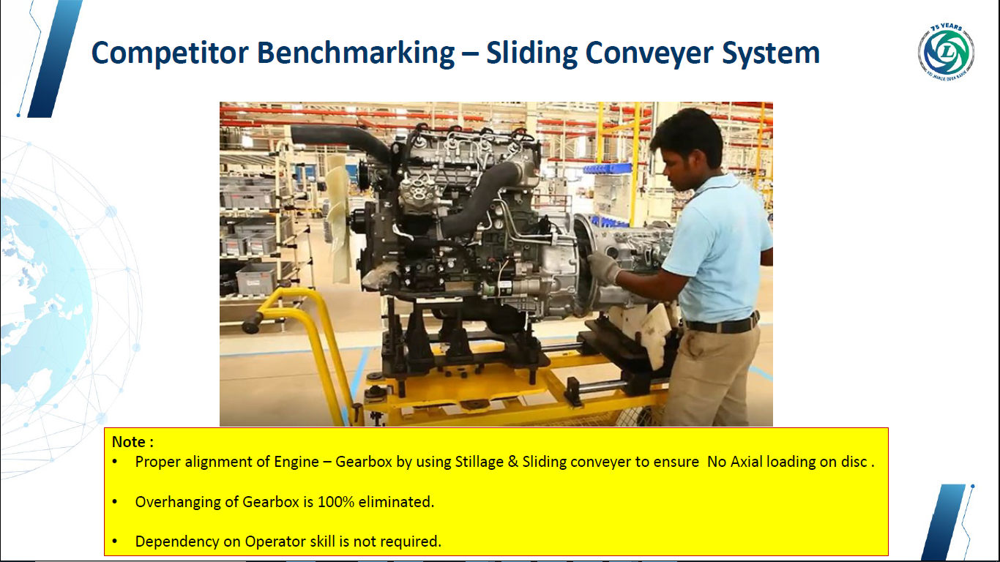 Competitor Benchmarking – Sliding Conveyer System
75 YEARS
L
Note :
• Proper alignment of Engine – Gearbox by using Stillage & Sliding conveyer to ensure No Axial loading on disc .
• Overhanging of Gearbox is 100% eliminated.
• Dependency on Operator skill is not required.